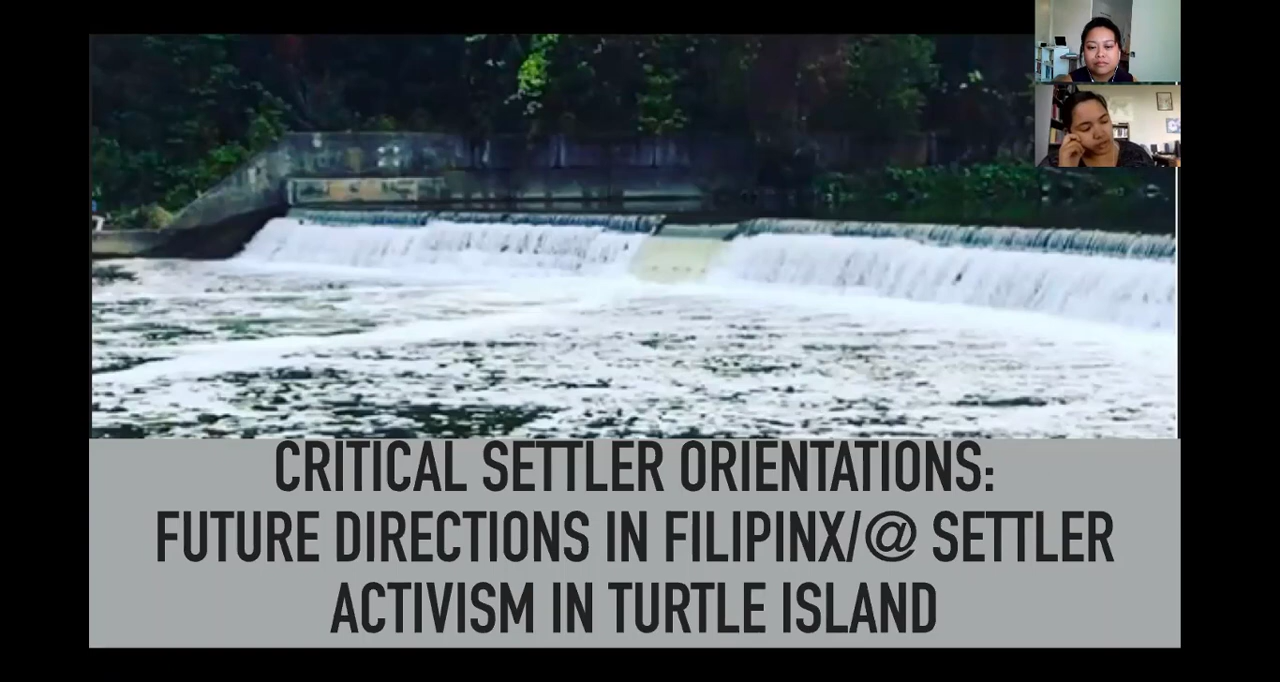 CRITICAL SETTLER ORIENTATIONS:
FUTURE DIRECTIONS IN FILIPINX/@ SETTLER
ACTIVISM IN TURTLE ISLAND